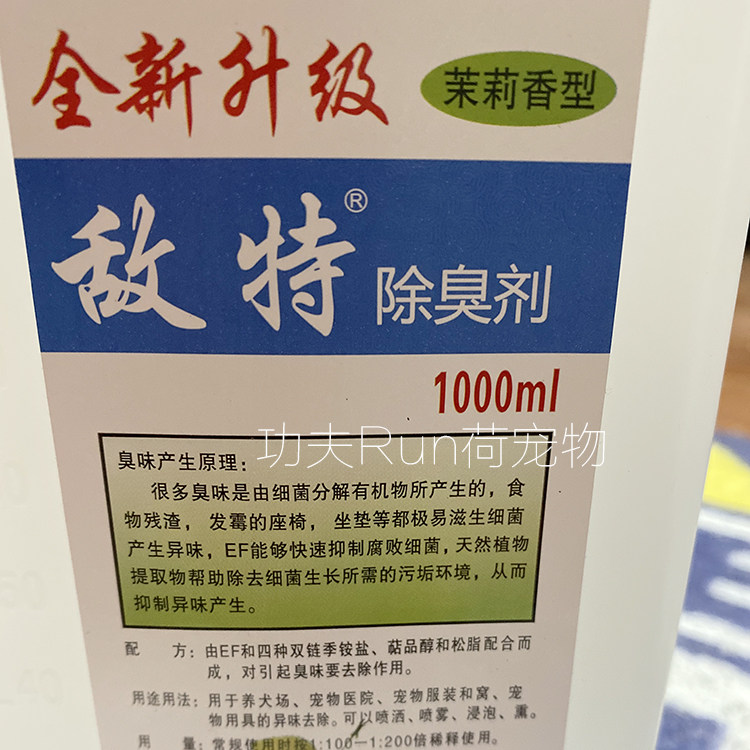 全新升级
茉莉香型
敌特®
除臭剂
1000ml
功夫Run荷宠物
臭味产生原理：
很多臭味是由细菌分解有机物所产生的，食
物残渣，发霉的座椅，坐垫等都极易滋生细菌
产生异味，EF能够快速抑制腐败细菌，天然植物
提取物帮助除去细菌生长所需的污垢环境，从而
抑制异味产生。
配 方：由EF和四种双链季铵盐、萜品醇和松脂配合而
成，对引起臭味要去除作用。
用途用法：用于养犬场、宠物医院、宠物服装和窝、宠
物用具的异味去除。可以喷洒、喷雾、浸泡、熏。
用 量：常规使用时按1:100—1:200倍稀释使用。